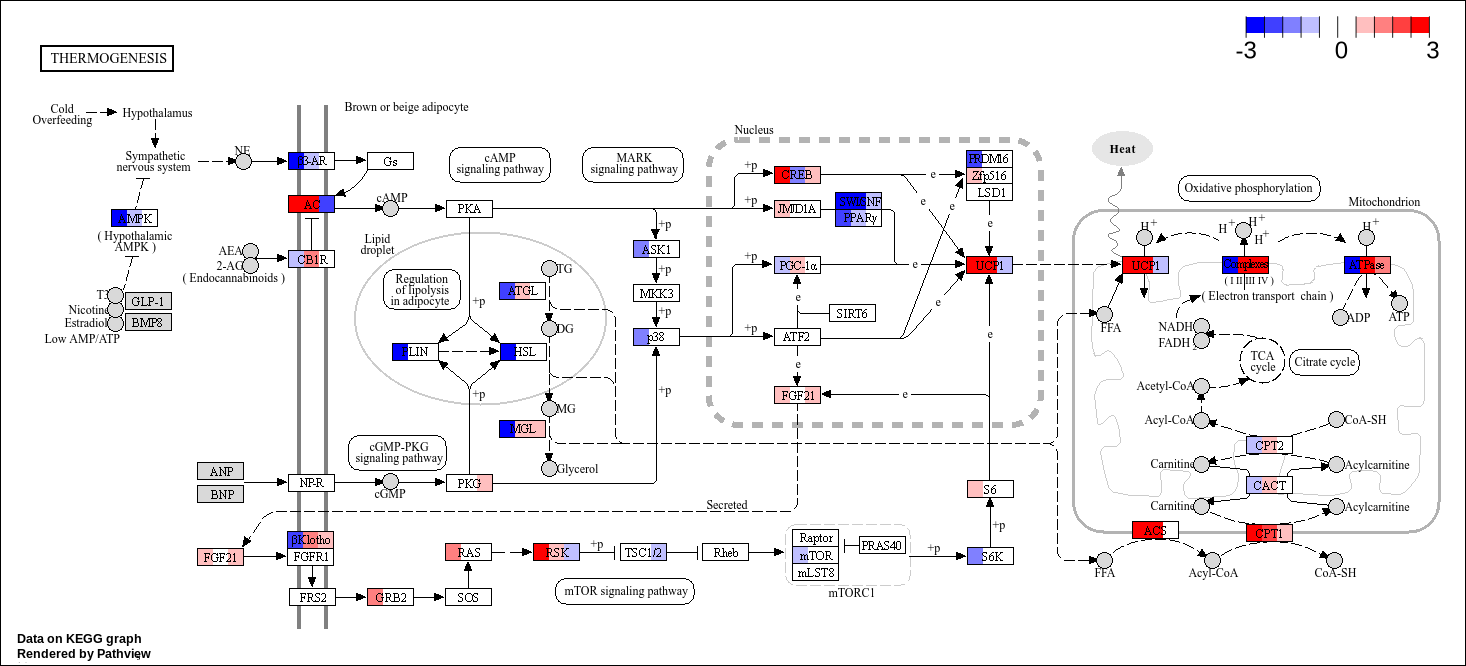 -3 0 3
THERMOGENESIS
Cold
Overfeeding
Hypothalamus
Sympathetic
nervous system
NE
AMPK
( Hypothalamic
AMPK )
AEA
2-AG
( Endocannabinoids )
T3
Nicotine
Estradiol
Low AMP/ATP
GLP-1
BMP8
Brown or beige adipocyte
β3-AR
Gs
AC
CB1R
cAMP
PKA
cAMP
signaling pathway
MARK
signaling pathway
Lipid
droplet
Regulation
of lipolysis
in adipocyte
TG
ATGL
DG
LIN
HSL
MG
MGL
Glycerol
+p
+p
cGMP-PKG
signaling pathway
ANP
BNP
NPR
cGMP
PKG
+p
ASK1
+p
MKK3
+p
p38
+p
+p
+p
+p
Nucleus
CREB
JMJD1A
Swir NF
PPARγ
PGC-1α
SIRT6
ATF2
FGF21
PRDM16
Zfp516
LSD1
UCP1
e
e
e
e
e
e
e
e
e
e
Secreted
FGF21
βKlotho
FGFR1
FRS2
GRB2
SOS
RAS
RSK
+p
TSC1/2
Rheb
mTOR signaling pathway
Raptor
mTOR
mLST8
PRAS40
mTORC1
+p
S6K
+p
S6
Heat
Oxidative phosphorylation
Mitochondrion
H+
H+
H+
H+
H+
UCP1
Complexes
( I II III IV )
ATPase
( Electron transport chain )
FFA
NADH
FADH
ADP
ATP
TCA
cycle
Citrate cycle
Acetyl-CoA
Acyl-CoA
CoA-SH
CPT2
Carnitine
Acylcarnitine
CACT
Carnitine
Acylcarnitine
ACS
CPT1
FFA
Acyl-CoA
CoA-SH
Data on KEGG graph
Rendered by Pathview